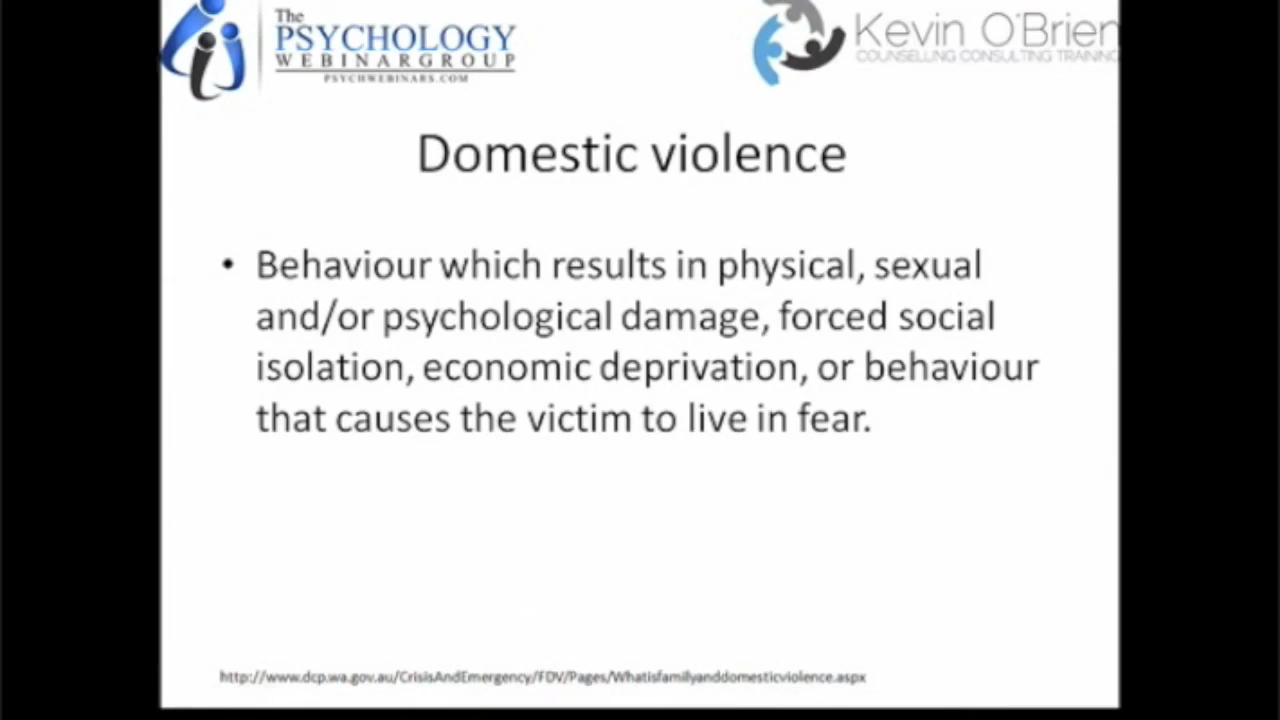 The
PSYCHOLOGY
WEBINARGROUP
PSYCHWEBINARS.COM
Kevin O'Brien
COUNSELLING CONSULTING TRAINING
Domestic violence
• Behaviour which results in physical, sexual
and/or psychological damage, forced social
isolation, economic deprivation, or behaviour
that causes the victim to live in fear.
http://www.dcp.wa.gov.au/CrisisAndEmergency/FDV/Pages/Whatisfamilyanddomesticviolence.aspx